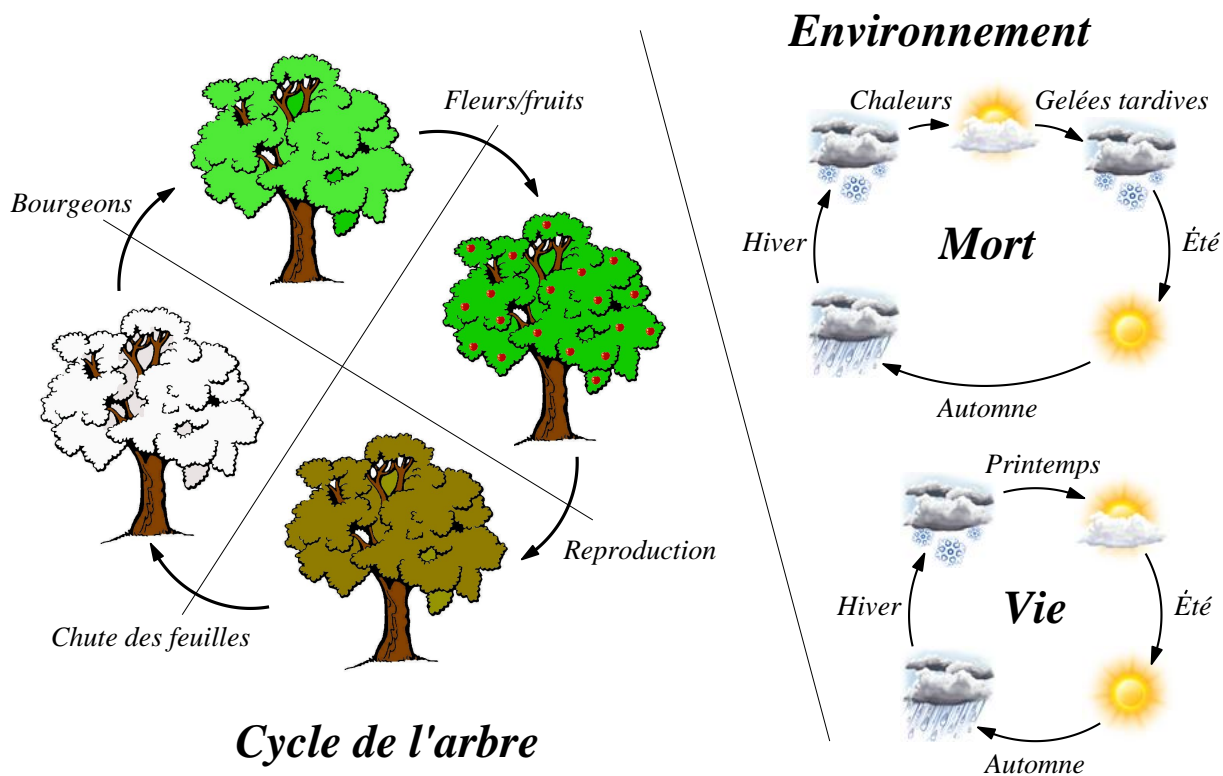 Environnement
Chaleurs
Gelées tardives
Fleurs/fruits
Bourgeons
Hiver
Mort
Été
Automne
Printemps
Reproduction
Hiver
Vie
Été
Chute des feuilles
Cycle de l'arbre
Automne